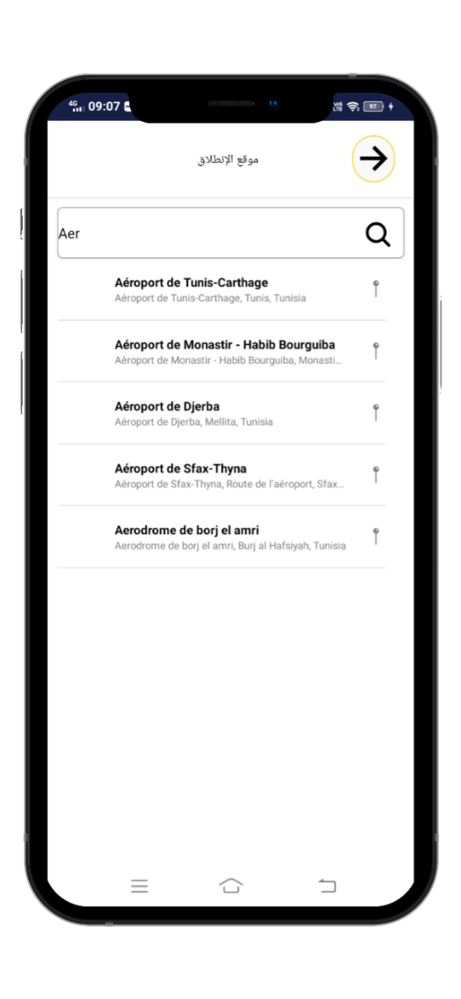 4G 09:07
Vo) LTE 97
موقع الإنطلاق
Aer
Aéroport de Tunis-Carthage
Aéroport de Tunis-Carthage, Tunis, Tunisia
Aéroport de Monastir - Habib Bourguiba
Aéroport de Monastir - Habib Bourguiba, Monasti...
Aéroport de Djerba
Aéroport de Djerba, Mellita, Tunisia
Aéroport de Sfax-Thyna
Aéroport de Sfax-Thyna, Route de l'aéroport, Sfax...
Aerodrome de borj el amri
Aerodrome de borj el amri, Burj al Hafsiyah, Tunisia